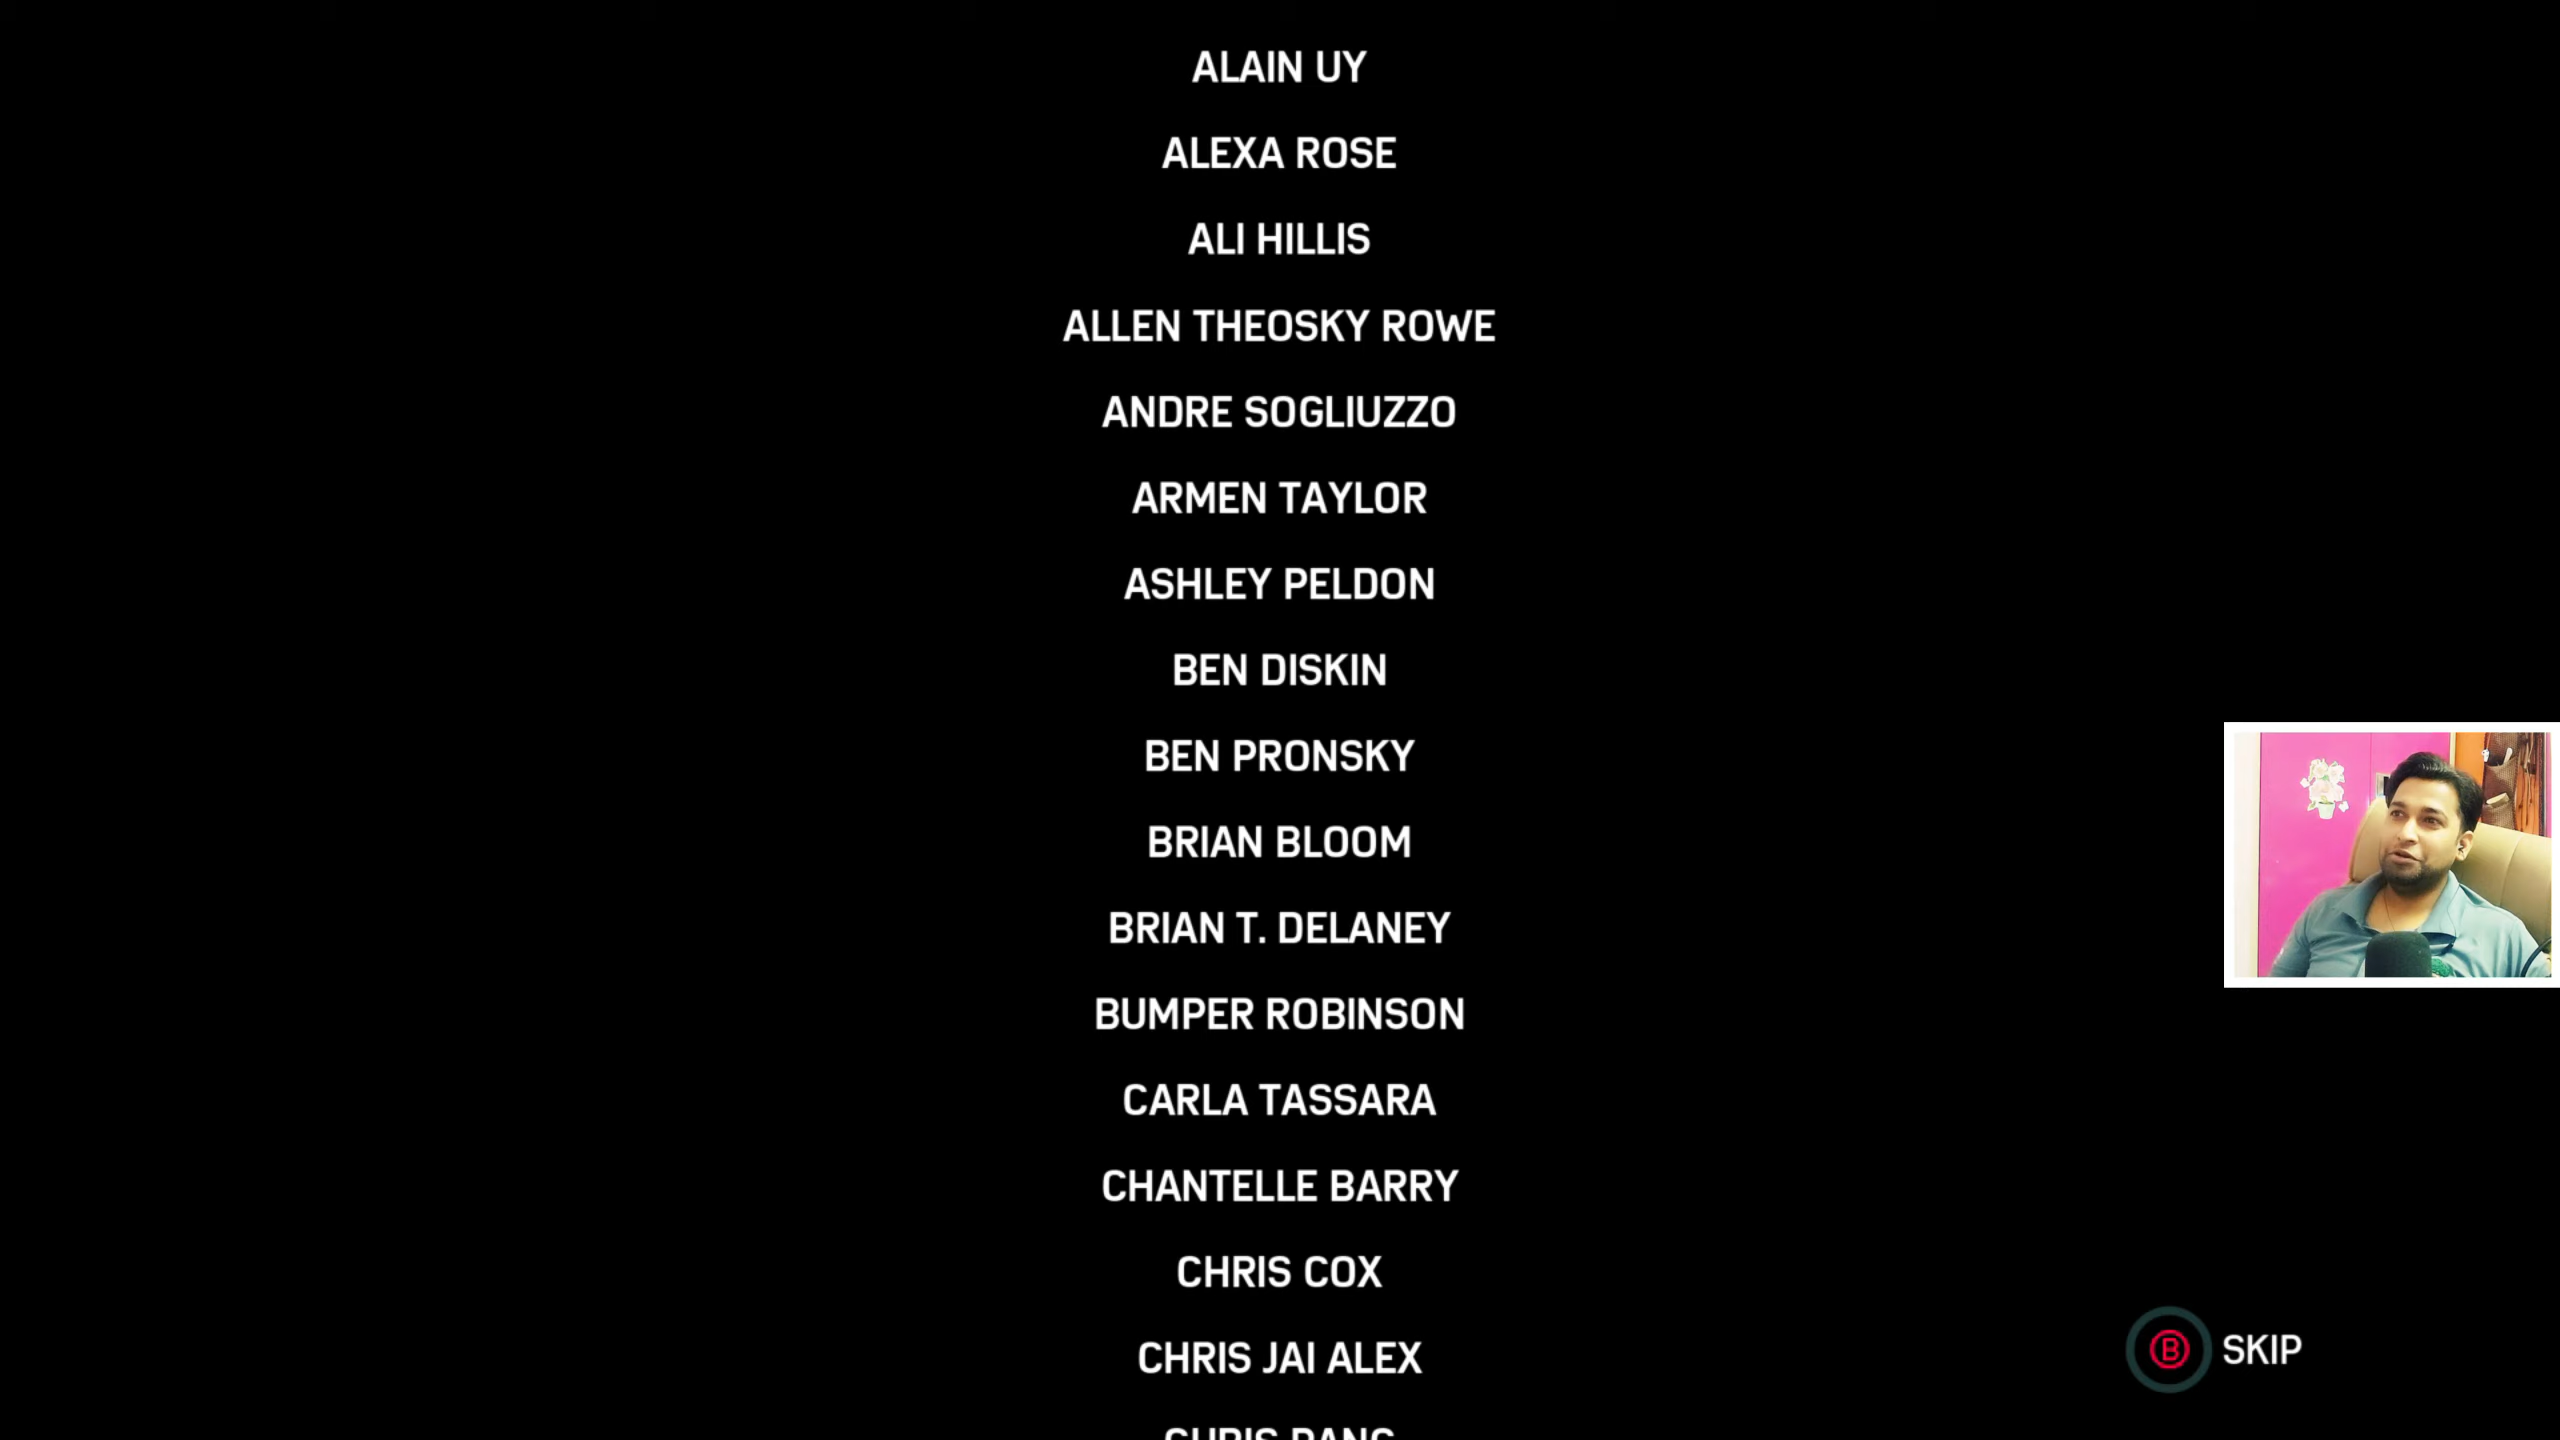 ALAIN UY
ALEXA ROSE
ALI HILLIS
ALLEN THEOSKY ROWE
ANDRE SOGLIUZZO
ARMEN TAYLOR
ASHLEY PELDON
BEN DISKIN
BEN PRONSKY
BRIAN BLOOM
BRIAN T. DELANEY
BUMPER ROBINSON
CARLA TASSARA
CHANTELLE BARRY
CHRIS COX
CHRIS JAI ALEX
B SKIP